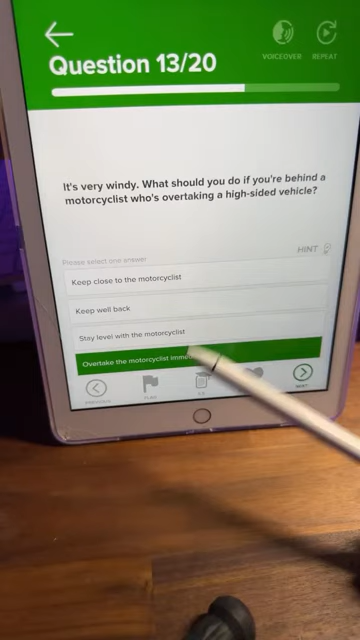 VOICEOVER
REPEAT
Question 13/20
It's very windy. What should you do if you're behind a
motorcyclist who's overtaking a high-sided vehicle?
HINT
Please select one answer
Keep close to the motorcyclist
Keep well back
Stay level with the motorcyclist
Overtake the motorcyclist
PREVIOUS
FLAG
NEXT